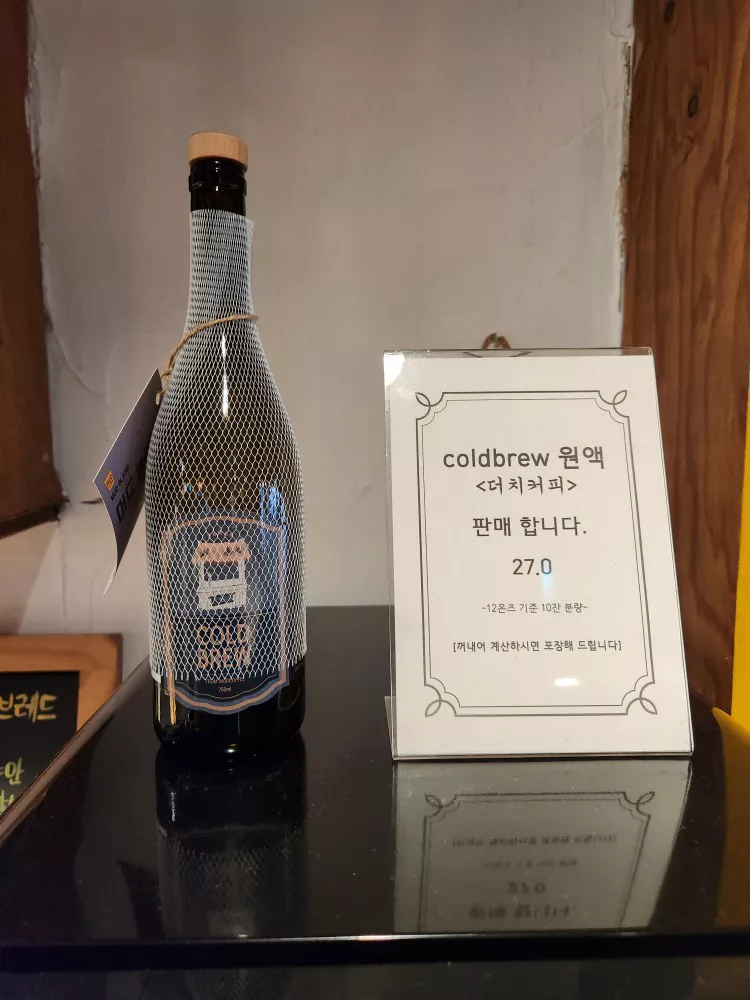 coldbrew 원액
<더치커피>
판매 합니다.
27.0
-12온즈 기준 10잔 분량-
[꺼내어 계산하시면 포장해 드립니다]
COLD
BREW
750ml
브레드